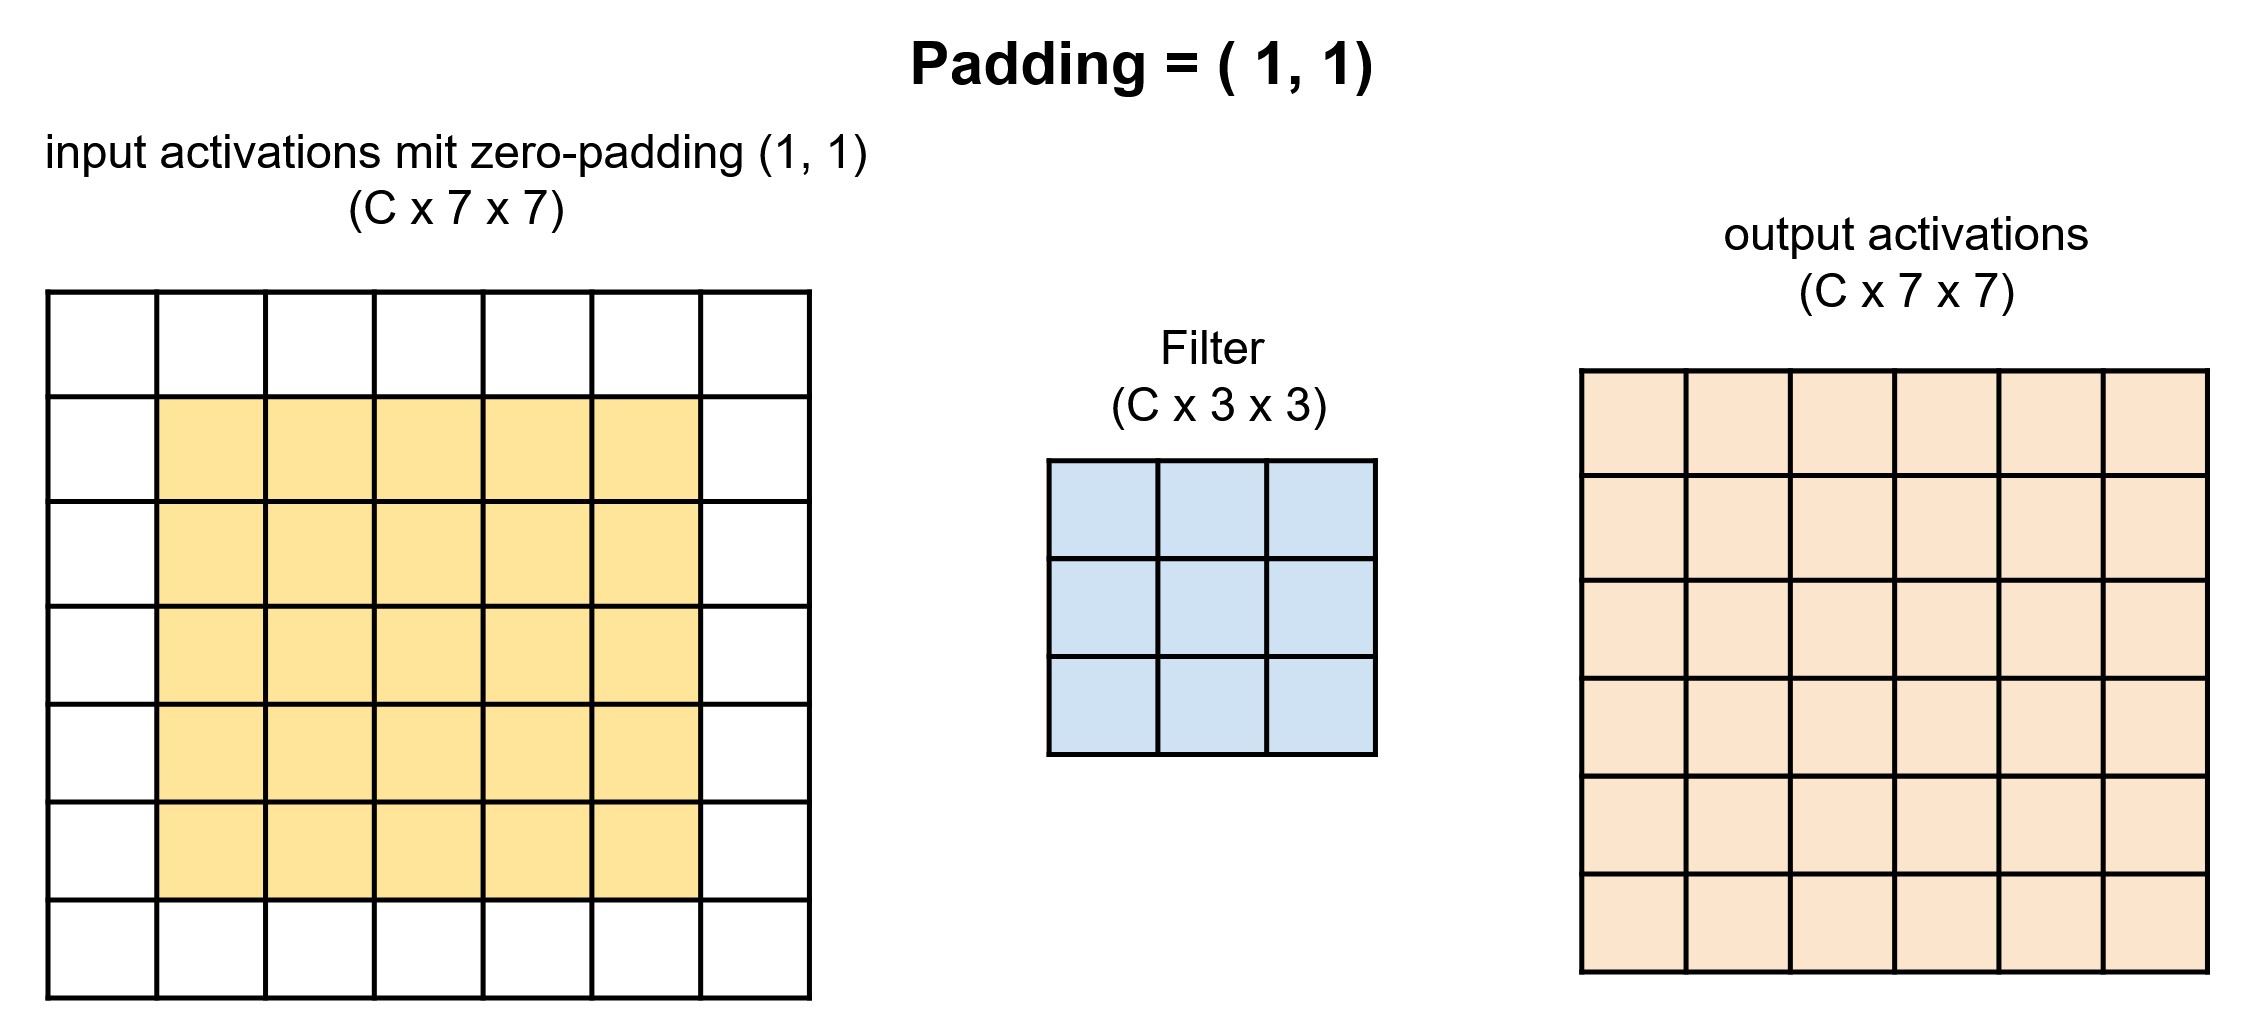 Padding = ( 1, 1)
input activations mit zero-padding (1, 1)
(C x 7 x 7)
Filter
(C x 3 x 3)
output activations
(C x 7 x 7)